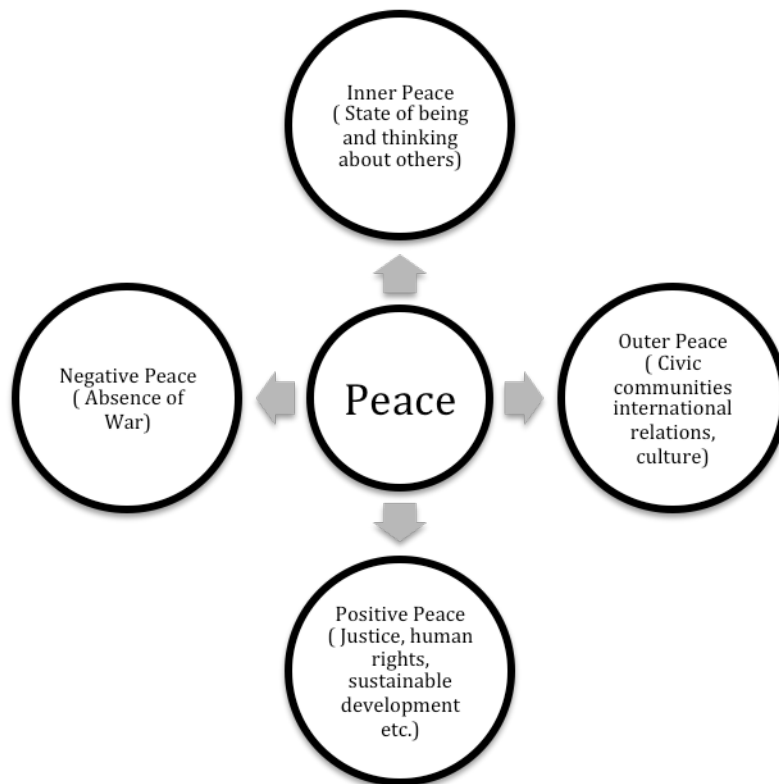 Inner Peace
( State of being
and thinking
about others)
Negative Peace
( Absence of
War)
Peace
Outer Peace
( Civic
communities
international
relations,
culture)
Positive Peace
( Justice, human
rights,
sustainable
development
etc.)